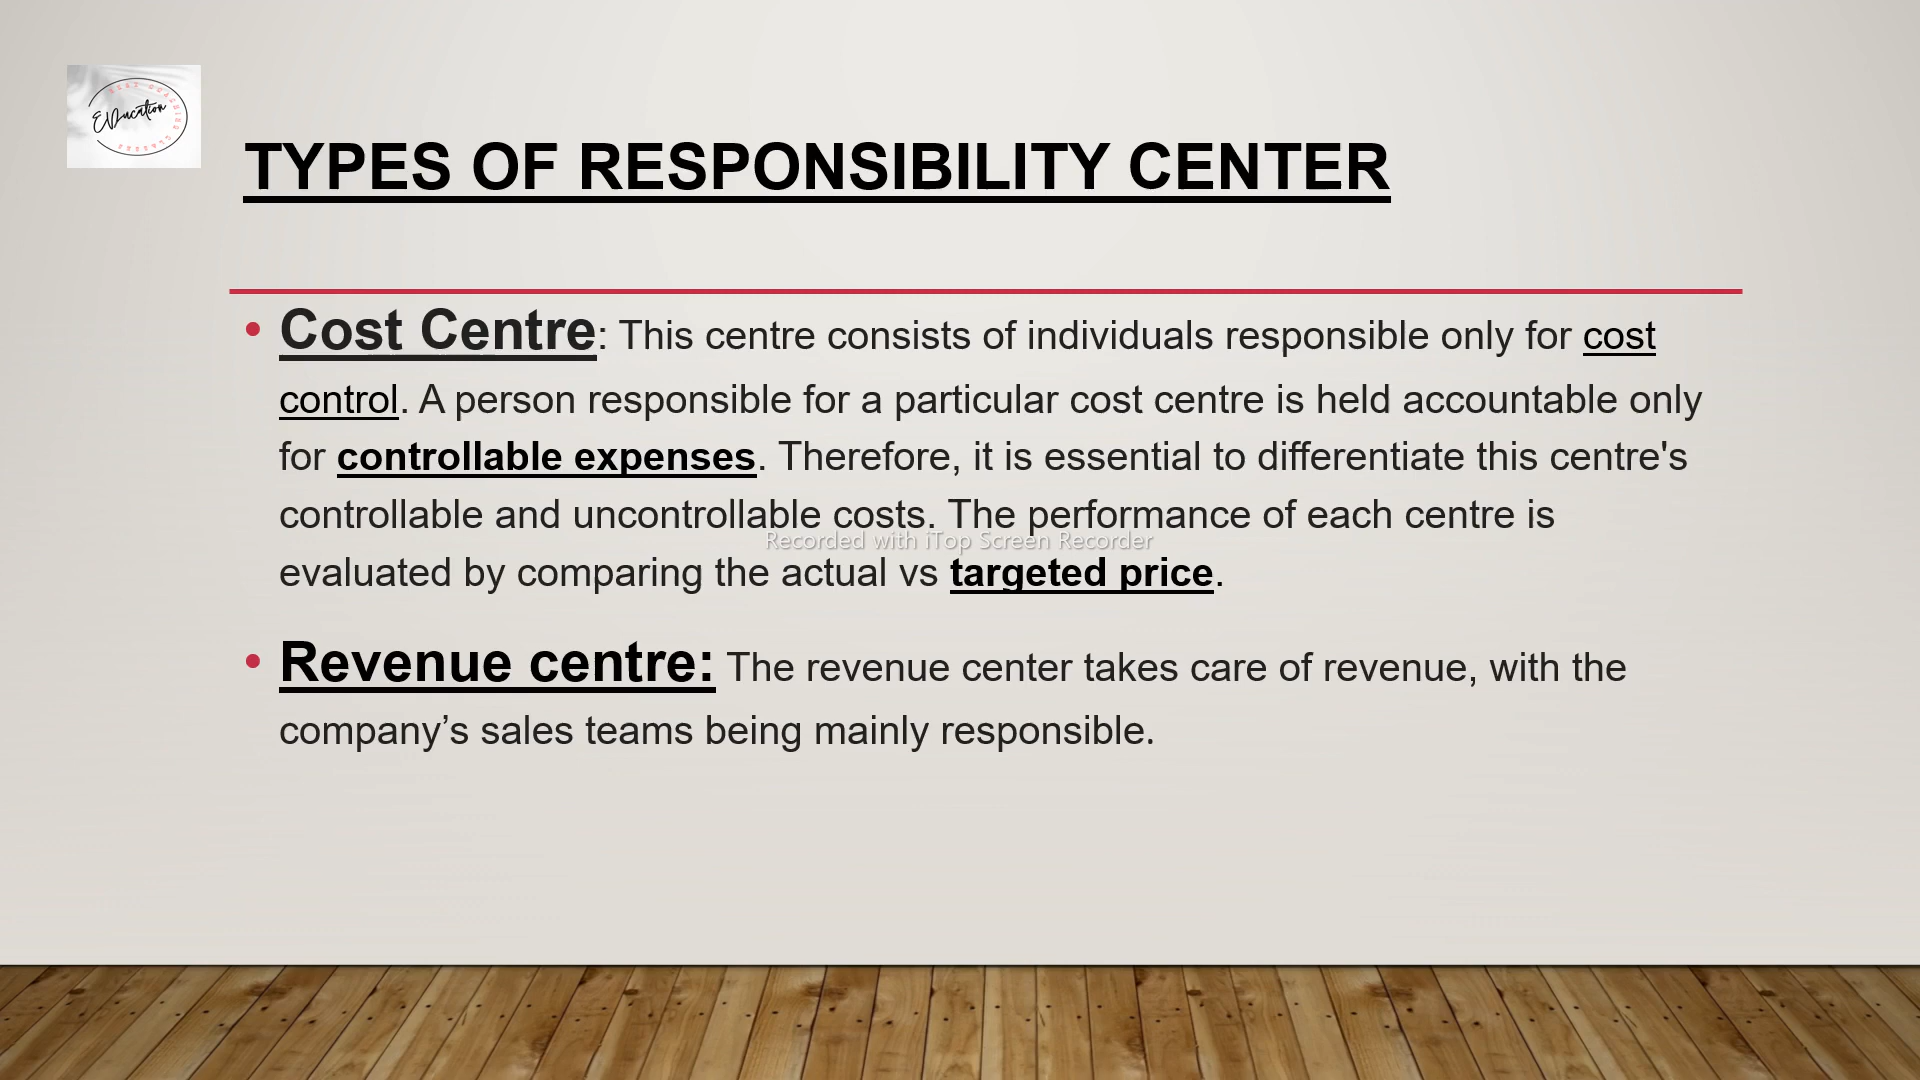 EDucation
TYPES OF RESPONSIBILITY CENTER
• Cost Centre: This centre consists of individuals responsible only for cost
control. A person responsible for a particular cost centre is held accountable only
for controllable expenses. Therefore, it is essential to differentiate this centre's
controllable and uncontrollable costs. The performance of each centre is
Recorded with iTop Screen Recorder
evaluated by comparing the actual vs targeted price.
• Revenue centre: The revenue center takes care of revenue, with the
company’s sales teams being mainly responsible.